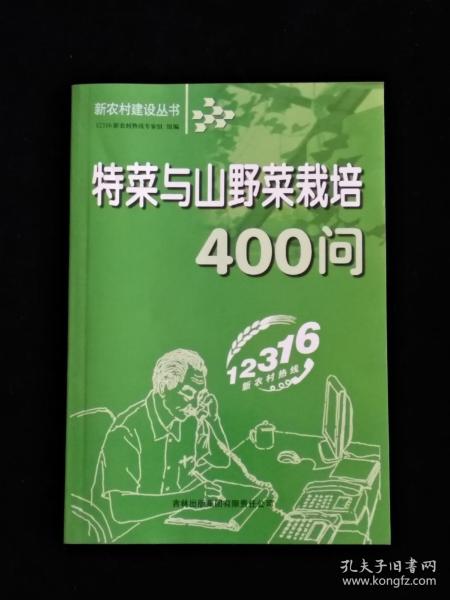 新农村建设丛书
12316新农村热线专家组 组编
特菜与山野菜栽培
400问
12316
新农村热线
吉林出版集团有限责任公司
孔夫子旧书网
www.kongfz.com